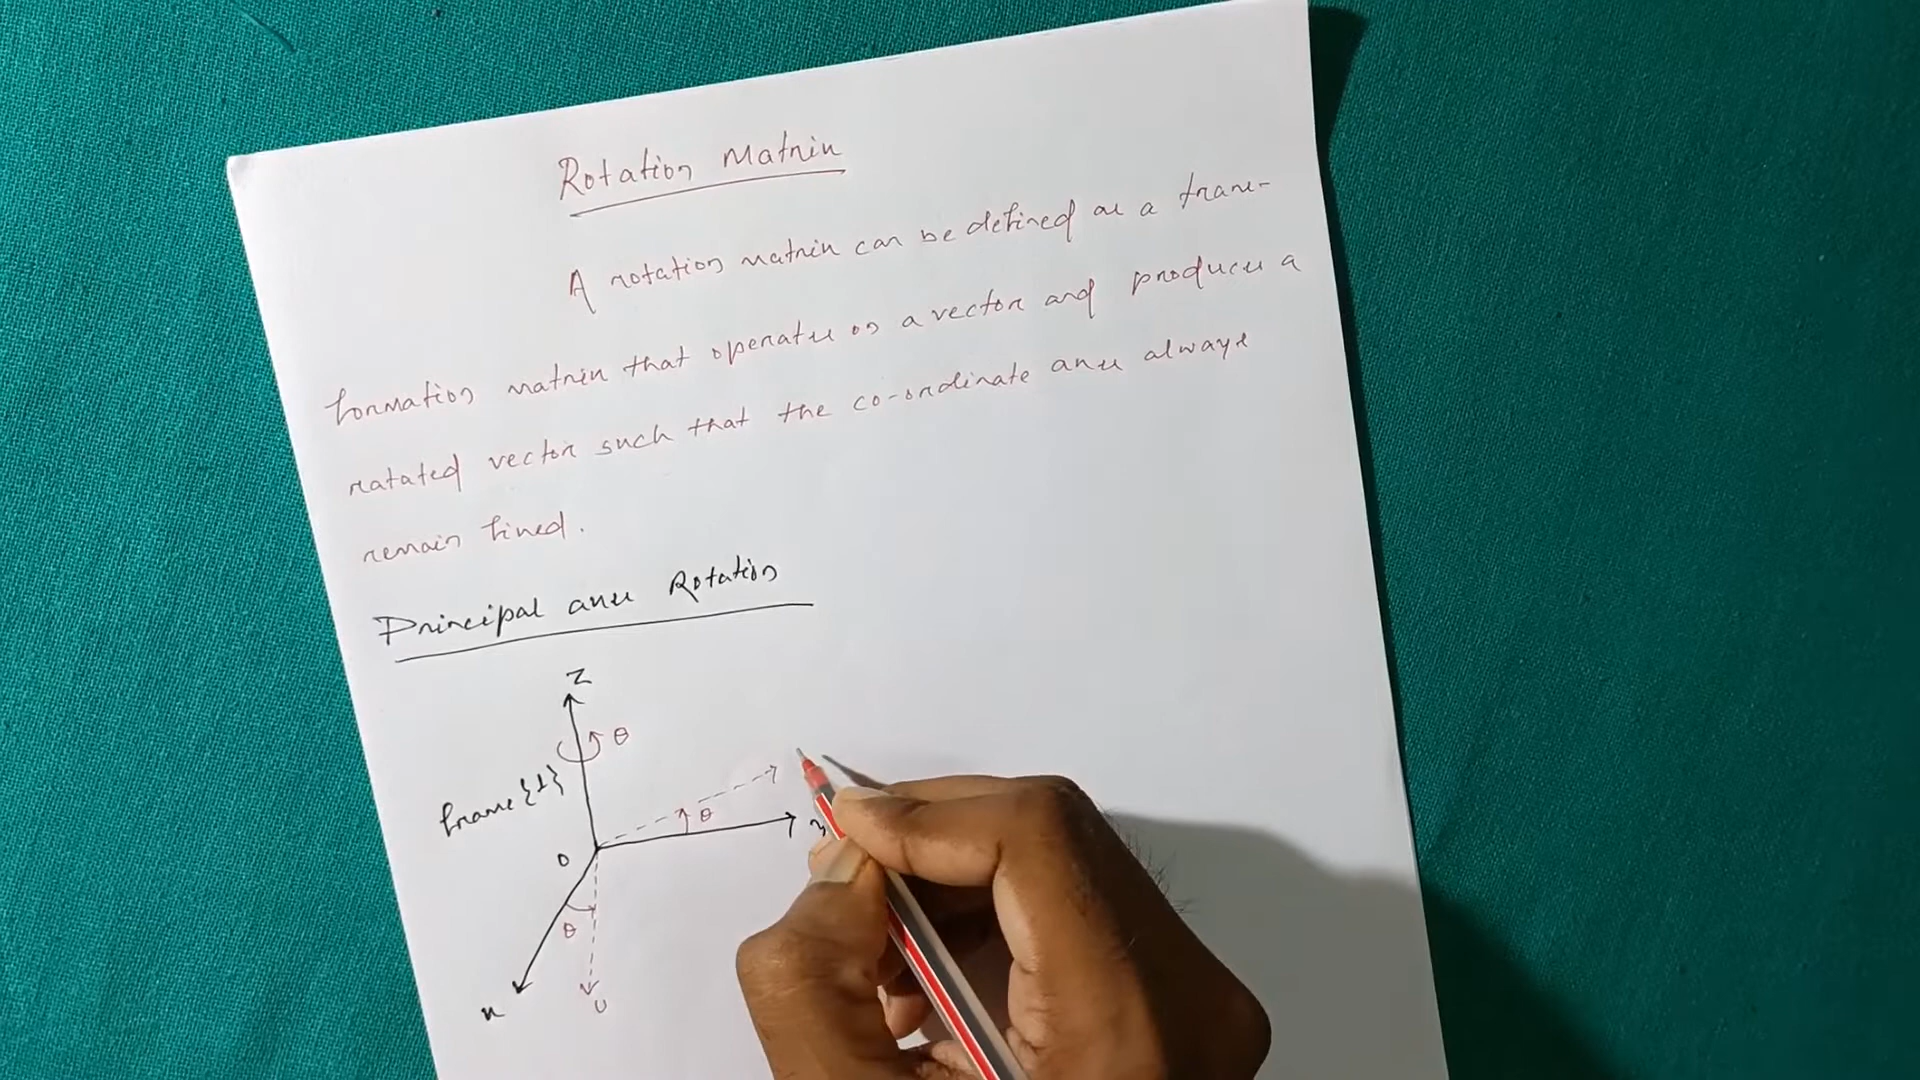 Rotation Matrix
A rotation matrix can be defined as a trans-
formation matrix that operates on a vector and produces a
ratated vector such that the co-ordinate axes always
remain fixed.
Principal axes Rotation
Z
θ
frame {1}
θ
y
O
θ
x
U